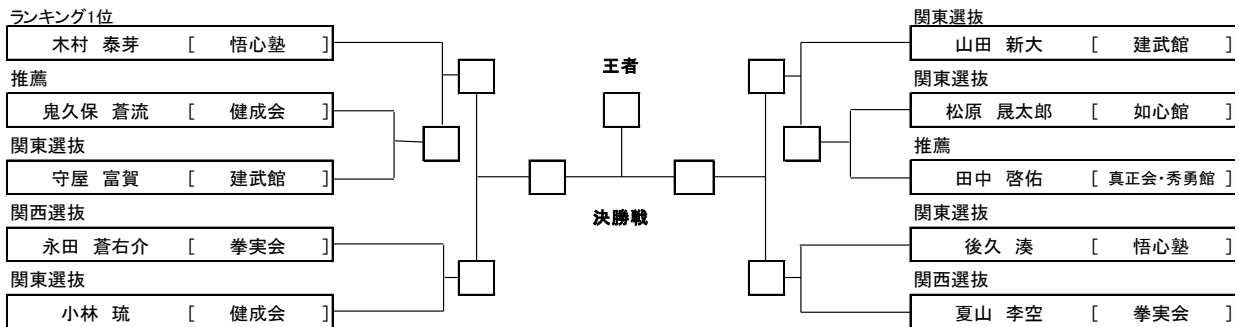 ランキング1位
木村 泰芽 [ 悟心塾 ]
推薦
鬼久保 蒼流 [ 健成会 ]
関東選抜
守屋 富賀 [ 建武館 ]
関西選抜
永田 蒼右介 [ 拳実会 ]
関東選抜
小林 琉 [ 健成会 ]
王者
決勝戦
関東選抜
山田 新大 [ 建武館 ]
関東選抜
松原 晟太郎 [ 如心館 ]
推薦
田中 啓佑 [ 真正会・秀勇館 ]
関東選抜
後久 湊 [ 悟心塾 ]
関西選抜
夏山 李空 [ 拳実会 ]